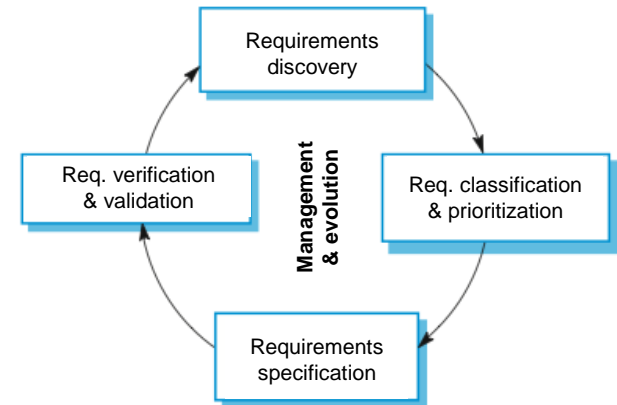 Requirements
discovery
Req. verification
& validation
Management
& evolution
Req. classification
& prioritization
Requirements
specification